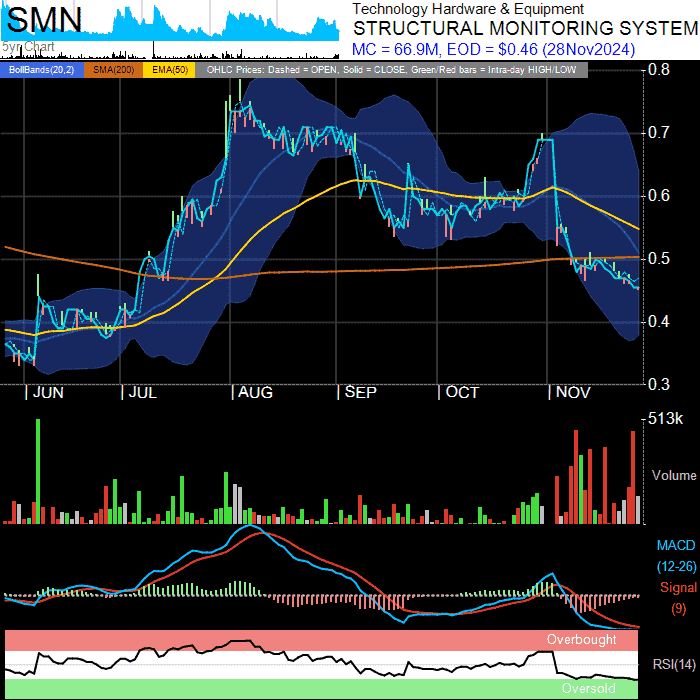 SMN
5yr Chart
Technology Hardware & Equipment
STRUCTURAL MONITORING SYSTEM
MC = 66.9M, EOD = $0.46 (28Nov2024)
BollBands(20,2) SMA(200) EMA(50) OHLC Prices: Dashed = OPEN, Solid = CLOSE, Green/Red bars = Intra-day HIGH/LOW
0.8
0.7
0.6
0.5
0.4
0.3
JUN JUL AUG SEP OCT NOV
513k
Volume
MACD
(12-26)
Signal
(9)
Overbought
RSI(14)
Oversold